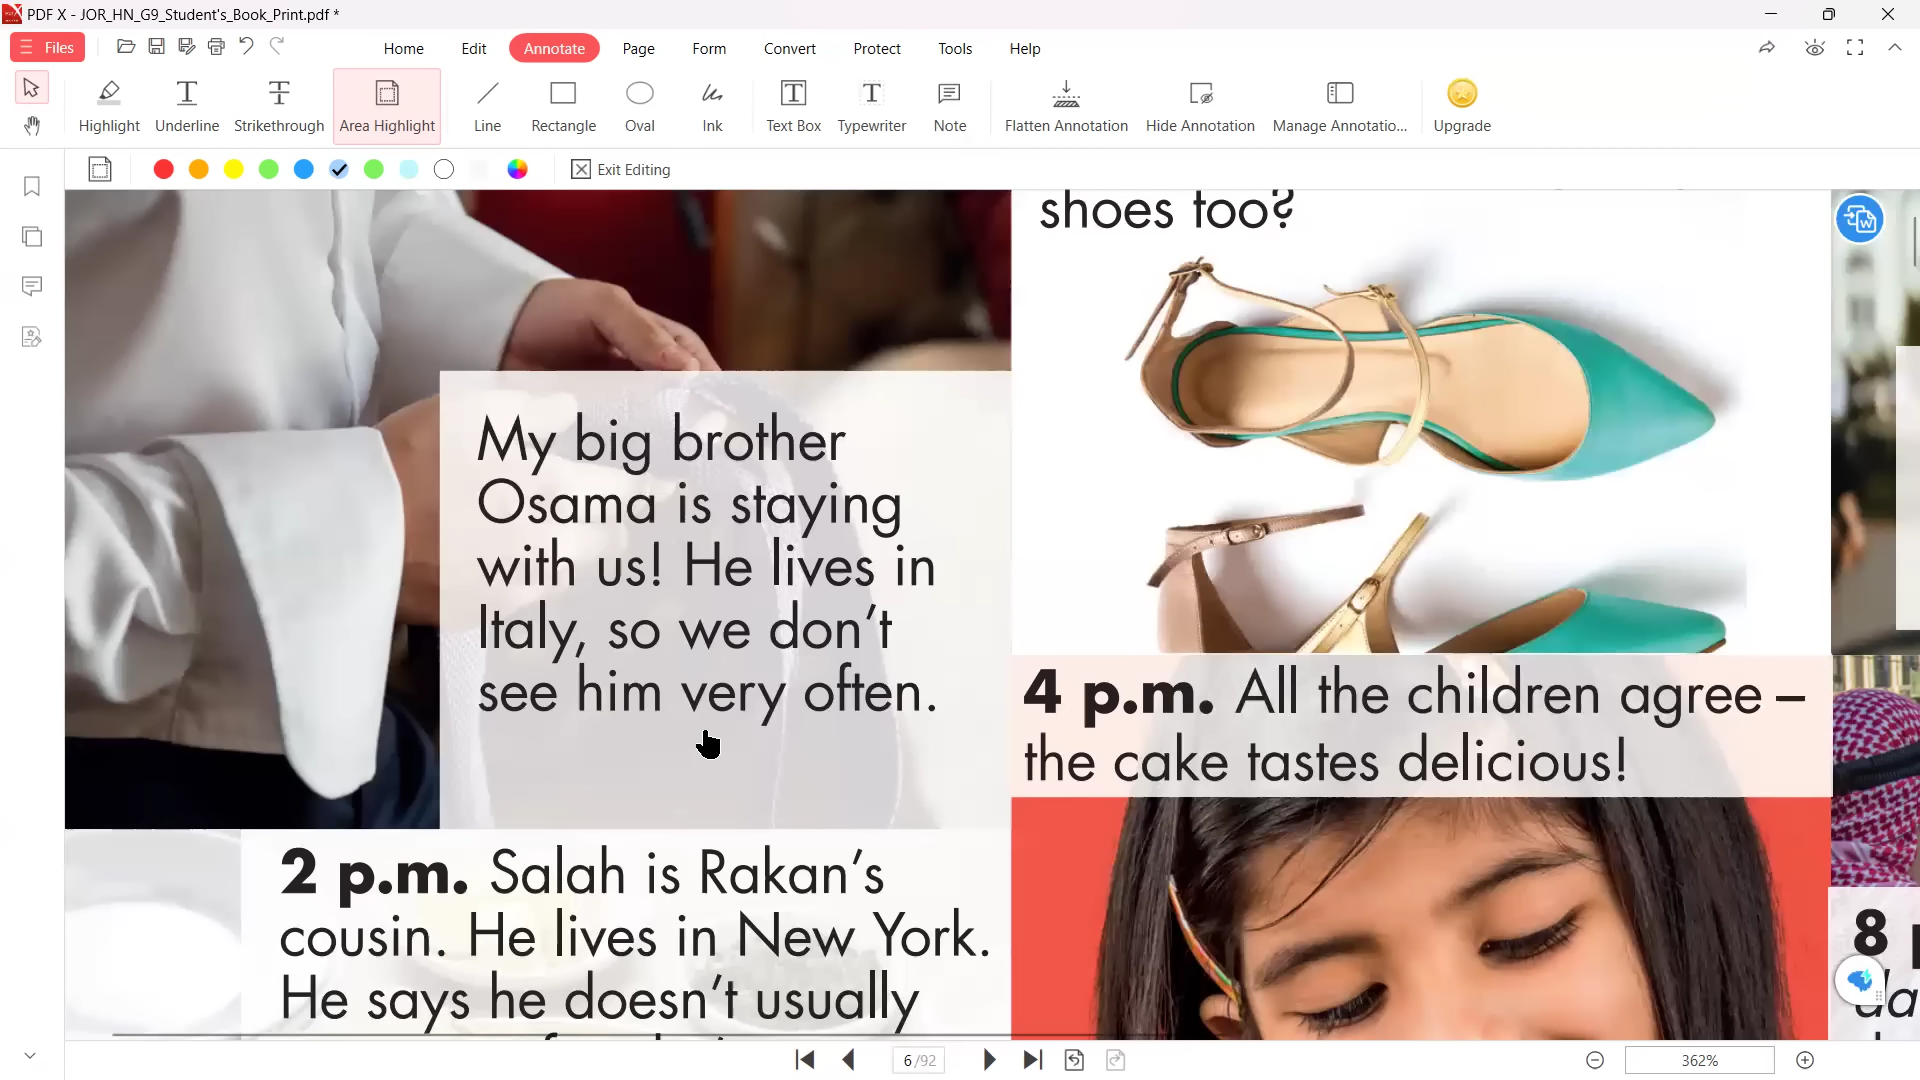 PDF X - JOR_HN_G9_Student's_Book_Print.pdf *
Files
Home Edit Annotate Page Form Convert Protect Tools Help
Highlight Underline Strikethrough Area Highlight Line Rectangle Oval Ink Text Box Typewriter Note Flatten Annotation Hide Annotation Manage Annotatio... Upgrade
Exit Editing
My big brother
Osama is staying
with us! He lives in
Italy, so we don't
see him very often.
2 p.m. Salah is Rakan's
cousin. He lives in New York.
He says he doesn't usually
shoes too?
4 p.m. All the children agree –
the cake tastes delicious!
8
6 /92
362%